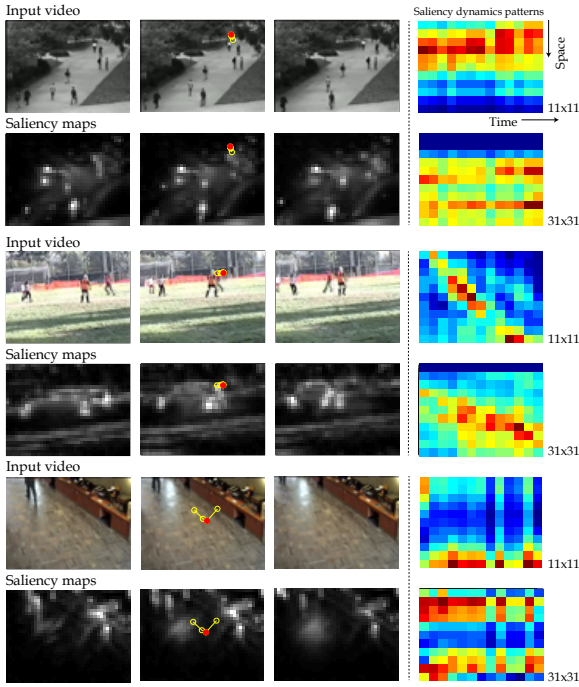 Input video
Saliency dynamics patterns
Space
11x11
Time
Saliency maps
31x31
Input video
11x11
Saliency maps
31x31
Input video
11x11
Saliency maps
31x31